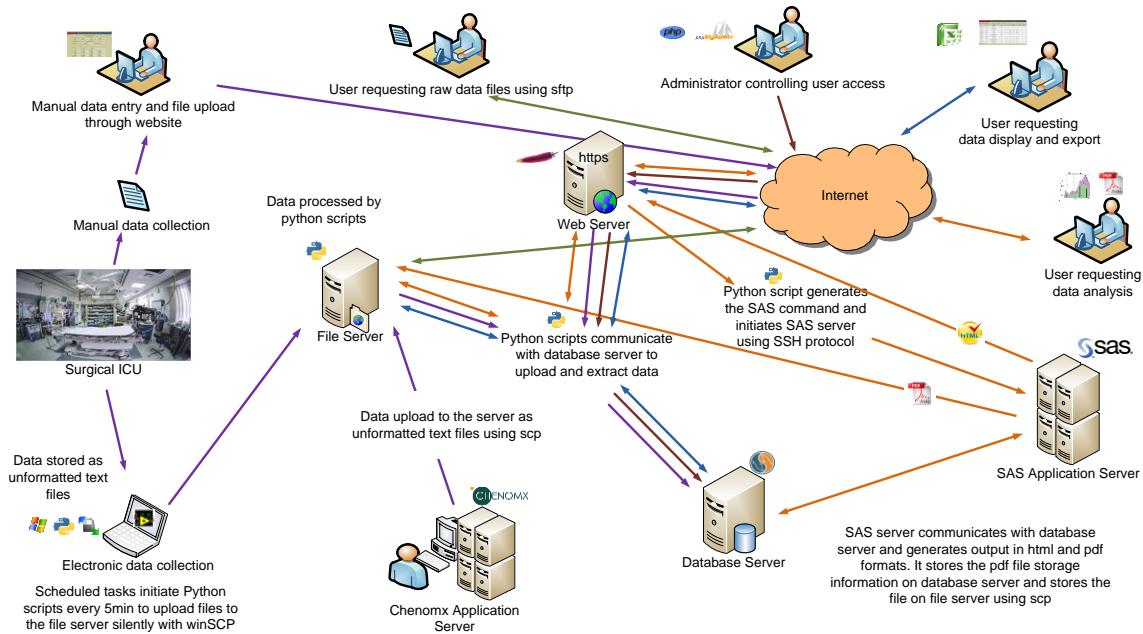 php
phpMyAdmin
Manual data entry and file upload
through website
User requesting raw data files using sftp
Administrator controlling user access
User requesting
data display and export
https
Internet
Web Server
Manual data collection
Data processed by
python scripts
PDF
User requesting
data analysis
File Server
Surgical ICU
Python script generates
the SAS command and
initiates SAS server
using SSH protocol
HTML
sas
Python scripts communicate
with database server to
upload and extract data
PDF
SAS Application Server
Data upload to the server as
unformatted text files using scp
Data stored as
unformatted text
files
CHENOMX
Electronic data collection
Database Server
SAS server communicates with database
server and generates output in html and pdf
formats. It stores the pdf file storage
information on database server and stores the
file on file server using scp
Scheduled tasks initiate Python
scripts every 5min to upload files to
the file server silently with winSCP
Chenomx Application
Server